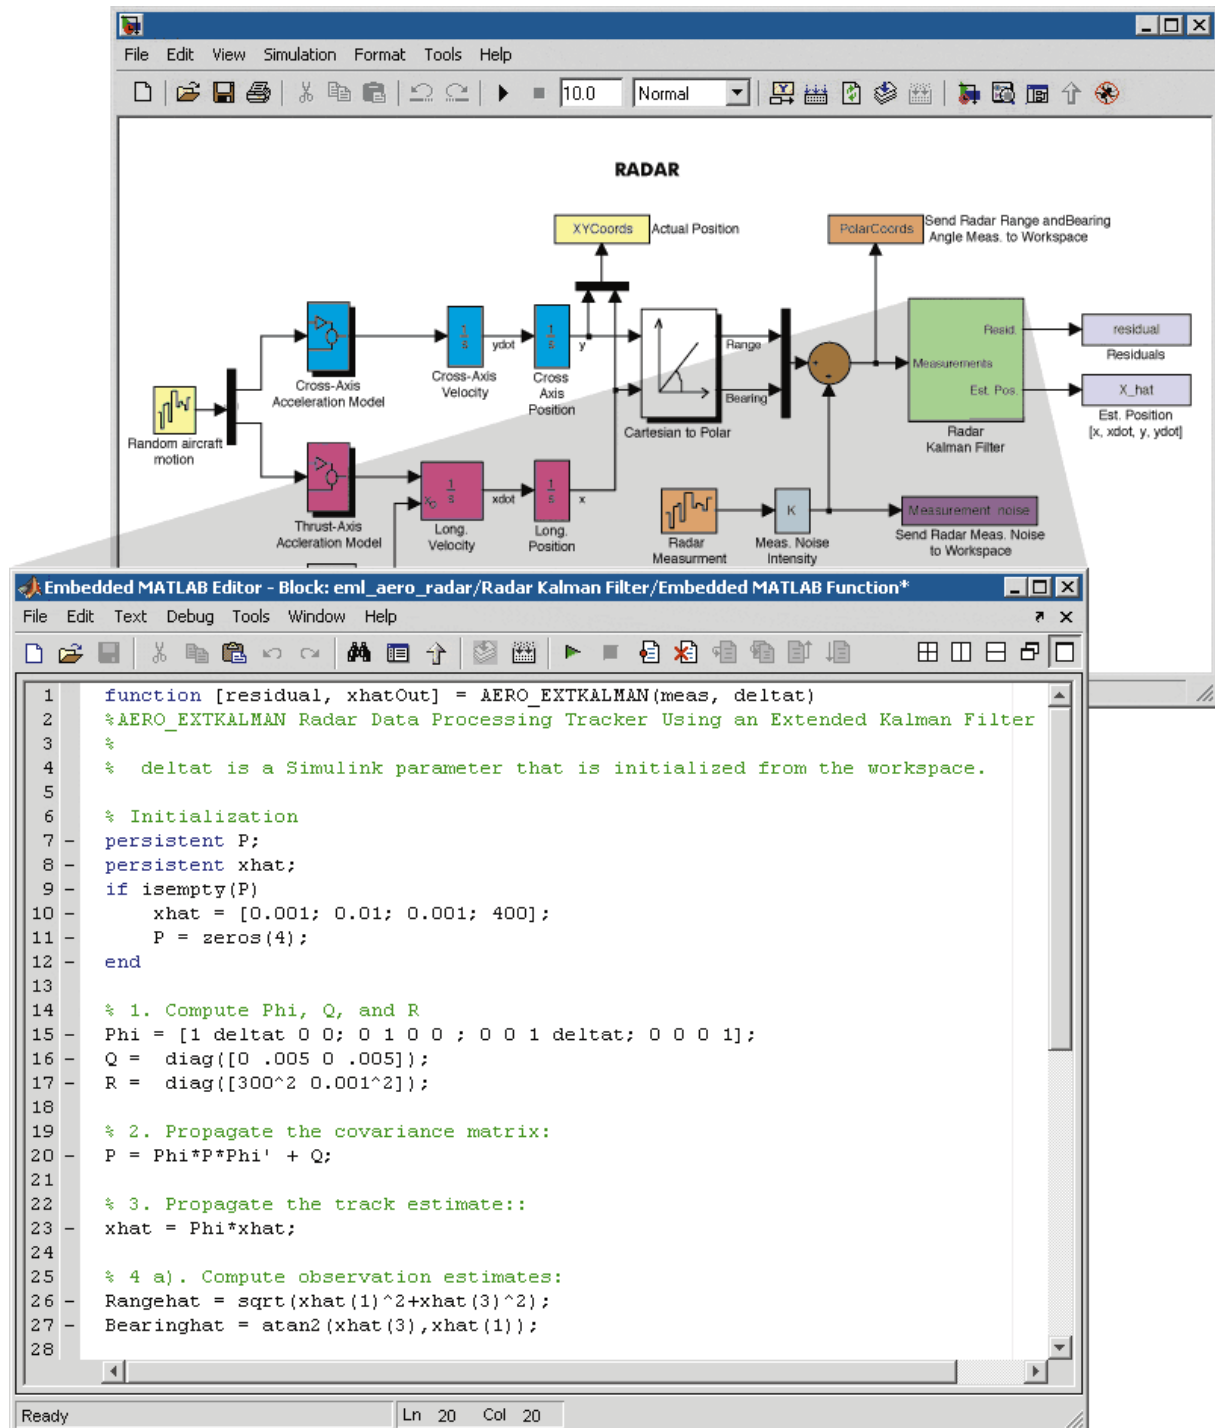 File Edit View Simulation Format Tools Help
10.0 Normal
RADAR
XYCoords Actual Position
PolarCoords Send Radar Range andBearing
Angle Meas. to Workspace
Resid.
residual
Residuals
Measurements
Est. Pos.
X_hat
Est. Position
[x, xdot, y, ydot]
Radar
Kalman Filter
1
s
ydot
1
s
y
Range
Bearing
Cross-Axis
Acceleration Model
Cross-Axis
Velocity
Cross
Axis
Position
Cartesian to Polar
Random aircraft
motion
xo
1
s
xdot
1
s
x
Thrust-Axis
Accleration Model
Long.
Velocity
Long.
Position
Radar
Measurment
K
Meas. Noise
Intensity
Measurement noise
Send Radar Meas. Noise
to Workspace
Embedded MATLAB Editor - Block: eml_aero_radar/Radar Kalman Filter/Embedded MATLAB Function*
File Edit Text Debug Tools Window Help
1 function [residual, xhatOut] = AERO_EXTKALMAN(meas, deltat)
2 %AERO_EXTKALMAN Radar Data Processing Tracker Using an Extended Kalman Filter
3 %
4 % deltat is a Simulink parameter that is initialized from the workspace.
5
6 % Initialization
7 - persistent P;
8 - persistent xhat;
9 - if isempty(P)
10 - xhat = [0.001; 0.01; 0.001; 400];
11 - P = zeros(4);
12 - end
13
14 % 1. Compute Phi, Q, and R
15 - Phi = [1 deltat 0 0; 0 1 0 0 ; 0 0 1 deltat; 0 0 0 1];
16 - Q = diag([0 .005 0 .005]);
17 - R = diag([300^2 0.001^2]);
18
19 % 2. Propagate the covariance matrix:
20 - P = Phi*P*Phi' + Q;
21
22 % 3. Propagate the track estimate::
23 - xhat = Phi*xhat;
24
25 % 4 a). Compute observation estimates:
26 - Rangehat = sqrt(xhat(1)^2+xhat(3)^2);
27 - Bearinghat = atan2(xhat(3),xhat(1));
28
Ready Ln 20 Col 20